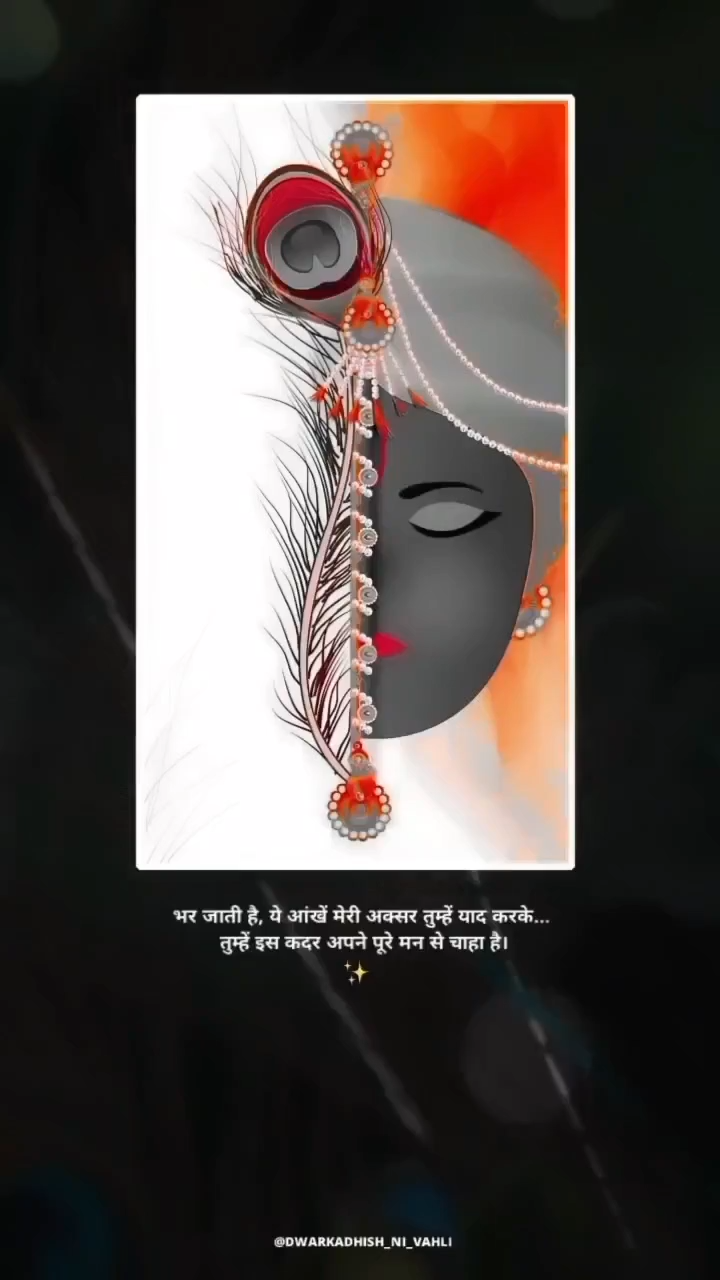 भर जाती है, ये आंखें मेरी अक्सर तुम्हें याद करके...
तुम्हें इस कदर अपने पूरे मन से चाहा है।
@DWARKADHISH_NI_VAHLI